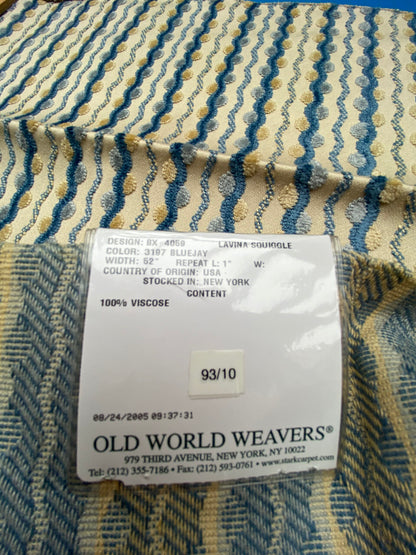 DESIGN: BX 4059 LAVINA SQUIGGLE
COLOR: 3197 BLUEJAY
WIDTH: 52" REPEAT L: 1" W:
COUNTRY OF ORIGIN: USA
STOCKED IN: NEW YORK
CONTENT
100% VISCOSE
93/10
08/24/2005 09:37:31
OLD WORLD WEAVERS®
979 THIRD AVENUE, NEW YORK, NY 10022
Tel: (212) 355-7186 • Fax: (212) 593-0761 • www.starkcarpet.com